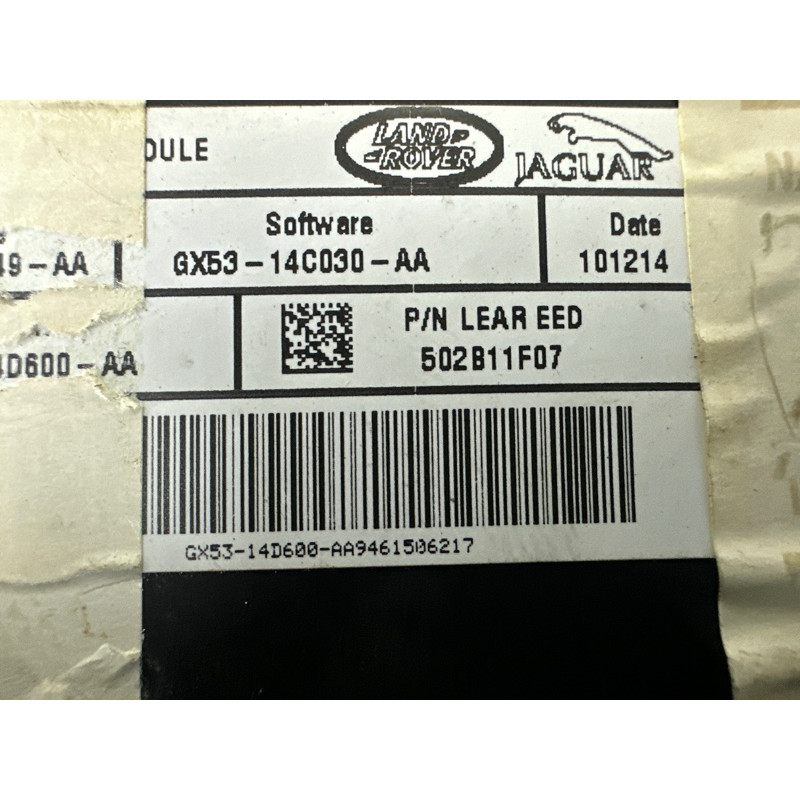 DULE
LAND
ROVER
JAGUAR
Software
Date
49-AA
GX53-14C030-AA
101214
P/N LEAR EED
4D600-AA
502B11F07
GX53-14D600-AA9461506217